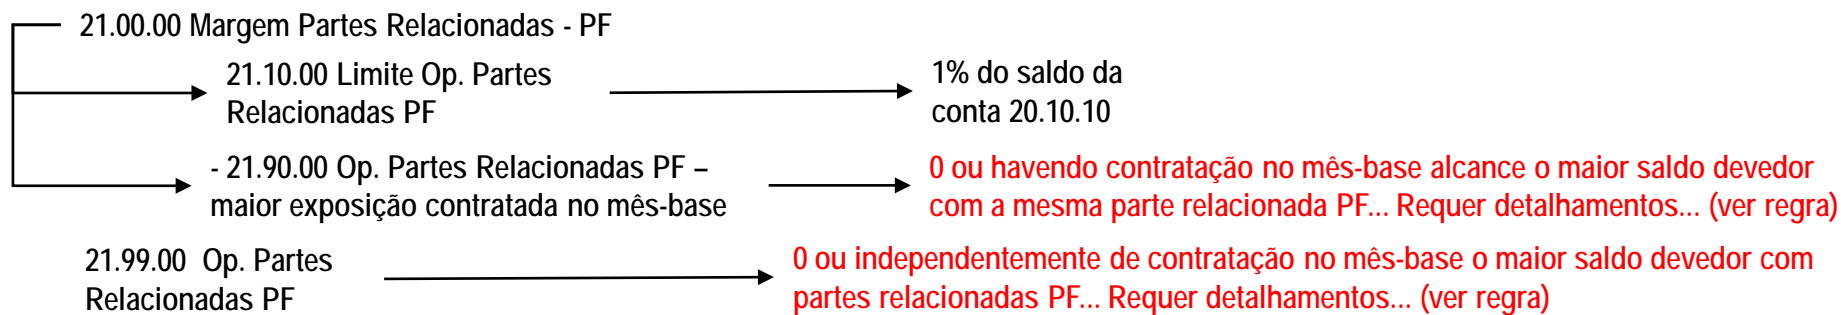 21.00.00 Margem Partes Relacionadas - PF
21.10.00 Limite Op. Partes
Relacionadas PF
1% do saldo da
conta 20.10.10
- 21.90.00 Op. Partes Relacionadas PF –
maior exposição contratada no mês-base
0 ou havendo contratação no mês-base alcance o maior saldo devedor
com a mesma parte relacionada PF... Requer detalhamentos... (ver regra)
21.99.00  Op. Partes
Relacionadas PF
0 ou independentemente de contratação no mês-base o maior saldo devedor com
partes relacionadas PF... Requer detalhamentos... (ver regra)